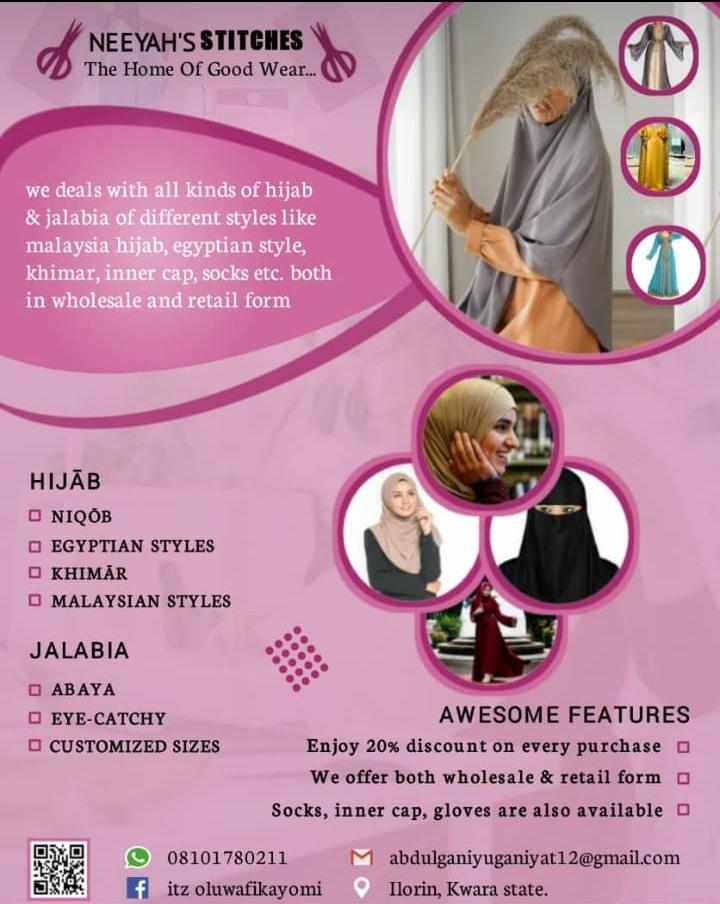 NEEYAH'S STITCHES
The Home Of Good Wear...
we deals with all kinds of hijab
& jalabia of different styles like
malaysia hijab, egyptian style,
khimar, inner cap, socks etc. both
in wholesale and retail form
HIJĀB
NIQŌB
EGYPTIAN STYLES
KHIMĀR
MALAYSIAN STYLES
JALABIA
ABAYA
EYE-CATCHY
CUSTOMIZED SIZES
AWESOME FEATURES
Enjoy 20% discount on every purchase
We offer both wholesale & retail form
Socks, inner cap, gloves are also available
08101780211
abdulganiyuganiyat12@gmail.com
itz oluwafikayomi
Ilorin, Kwara state.